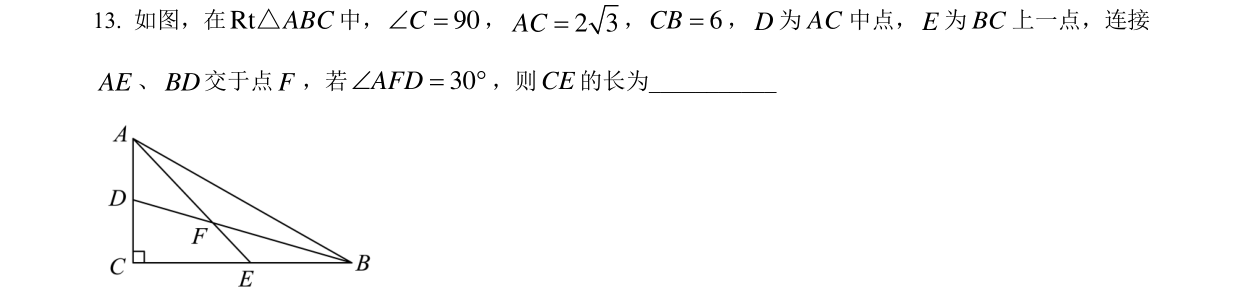 13. 如图，在Rt△ABC中，∠C=90，AC=2√3，CB=6，D为AC中点，E为BC上一点，连接
AE、BD交于点F，若∠AFD=30°，则CE的长为___________
A
D
F
C
B
E